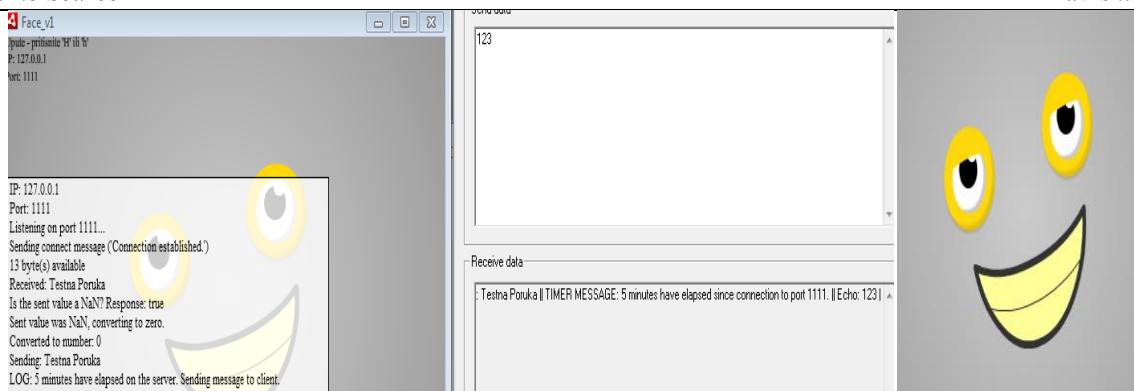 Face_v1
Upute - pritisnite 'H' ili 'h'
IP: 127.0.0.1
Port: 1111
IP: 127.0.0.1
Port: 1111
Listening on port 1111...
Sending connect message ('Connection established.')
13 byte(s) available
Received: Testna Poruka
Is the sent value a NaN? Response: true
Sent value was NaN, converting to zero.
Converted to number: 0
Sending: Testna Poruka
LOG: 5 minutes have elapsed on the server. Sending message to client.
Send data
123
Receive data
: Testna Poruka || TIMER MESSAGE: 5 minutes have elapsed since connection to port 1111. || Echo: 123 |